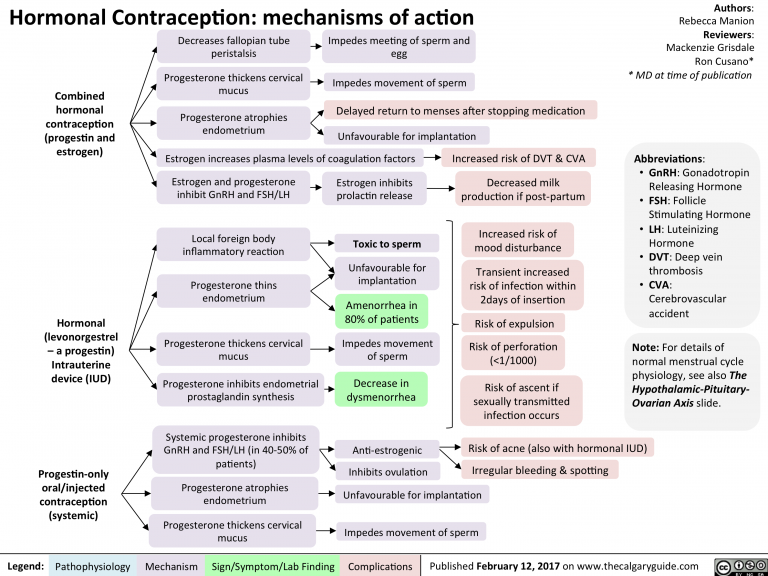 Hormonal Contraception: mechanisms of action
Authors:
Rebecca Manion
Reviewers:
Mackenzie Grisdale
Ron Cusano*
* MD at time of publication
Combined
hormonal
contraception
(progestin and
estrogen)
Decreases fallopian tube
peristalsis
Impedes meeting of sperm and
egg
Progesterone thickens cervical
mucus
Impedes movement of sperm
Progesterone atrophies
endometrium
Delayed return to menses after stopping medication
Unfavourable for implantation
Estrogen increases plasma levels of coagulation factors
Increased risk of DVT & CVA
Estrogen and progesterone
inhibit GnRH and FSH/LH
Estrogen inhibits
prolactin release
Decreased milk
production if post-partum
Hormonal
(levonorgestrel
– a progestin)
Intrauterine
device (IUD)
Local foreign body
inflammatory reaction
Toxic to sperm
Unfavourable for
implantation
Progesterone thins
endometrium
Amenorrhea in
80% of patients
Progesterone thickens cervical
mucus
Impedes movement
of sperm
Progesterone inhibits endometrial
prostaglandin synthesis
Decrease in
dysmenorrhea
Increased risk of
mood disturbance
Transient increased
risk of infection within
2days of insertion
Risk of expulsion
Risk of perforation
(<1/1000)
Risk of ascent if
sexually transmitted
infection occurs
Progestin-only
oral/injected
contraception
(systemic)
Systemic progesterone inhibits
GnRH and FSH/LH (in 40-50% of
patients)
Anti-estrogenic
Inhibits ovulation
Risk of acne (also with hormonal IUD)
Irregular bleeding & spotting
Progesterone atrophies
endometrium
Unfavourable for implantation
Progesterone thickens cervical
mucus
Impedes movement of sperm
Abbreviations:
• GnRH: Gonadotropin
Releasing Hormone
• FSH: Follicle
Stimulating Hormone
• LH: Luteinizing
Hormone
• DVT: Deep vein
thrombosis
• CVA:
Cerebrovascular
accident
Note: For details of
normal menstrual cycle
physiology, see also The
Hypothalamic-Pituitary-
Ovarian Axis slide.
Legend: Pathophysiology Mechanism Sign/Symptom/Lab Finding Complications Published February 12, 2017 on www.thecalgaryguide.com
cc BY NC SA